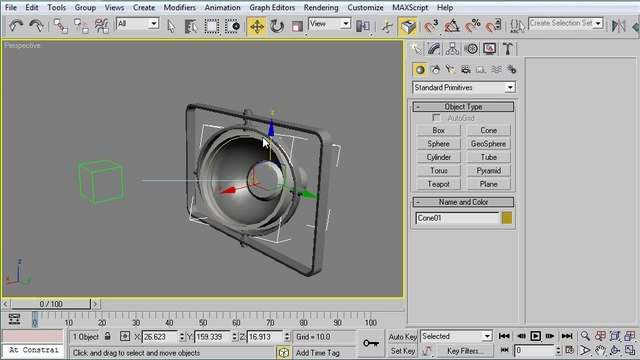 File Edit Tools Group Views Create Modifiers Animation Graph Editors Rendering Customize MAXScript Help
All View 3 % ABC Create Selection Set
Perspective
Standard Primitives
Object Type
AutoGrid
Box Cone
Sphere GeoSphere
Cylinder Tube
Torus Pyramid
Teapot Plane
Name and Color
Cone01
z
x
y
z
x
0 / 100
0 10 20 30 40 50 60 70 80 90 100
1 Object X: 26.623 Y: 159.339 Z: 16.913 Grid = 10.0 Auto Key Selected
At Constrai Click and drag to select and move objects Add Time Tag Set Key Key Filters... 0